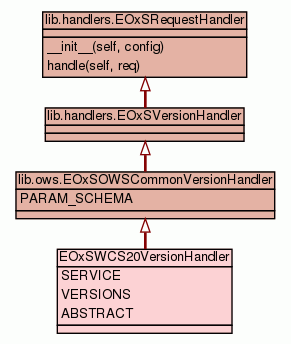 lib.handlers.EOxSRequestHandler
__init__(self, config)
handle(self, req)
lib.handlers.EOxSVersionHandler
lib.ows.EOxSOWSCommonVersionHandler
PARAM_SCHEMA
EOxSWCS20VersionHandler
SERVICE
VERSIONS
ABSTRACT